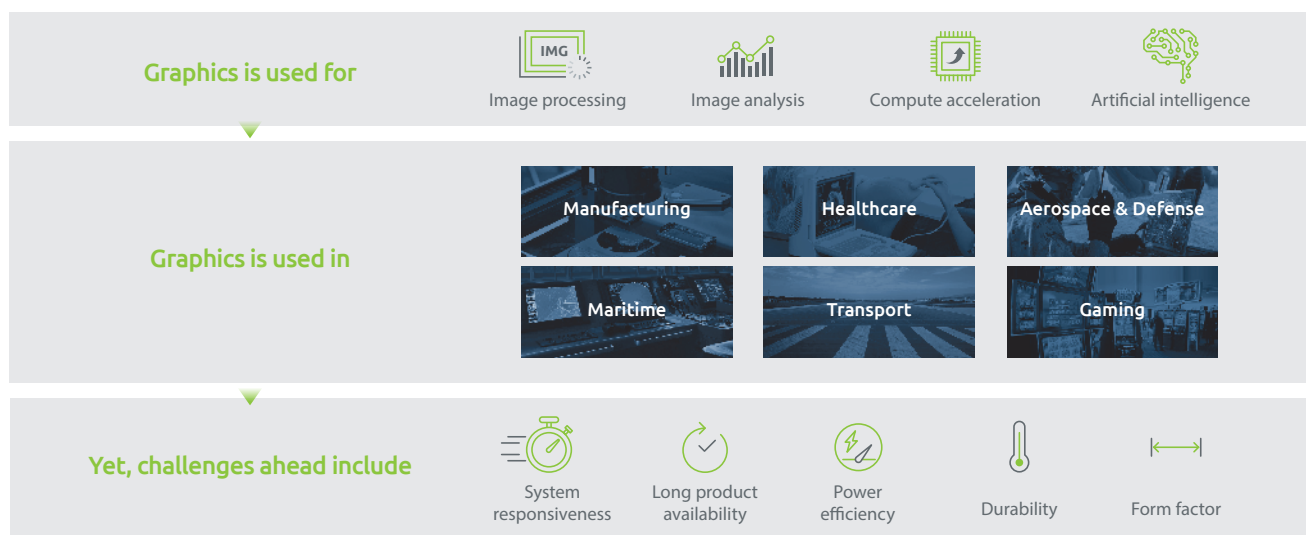 Graphics is used for
IMG
Image processing
Image analysis
Compute acceleration
Artificial intelligence
Graphics is used in
Manufacturing
Healthcare
Aerospace & Defense
Maritime
Transport
Gaming
Yet, challenges ahead include
System
responsiveness
Long product
availability
Power
efficiency
Durability
Form factor